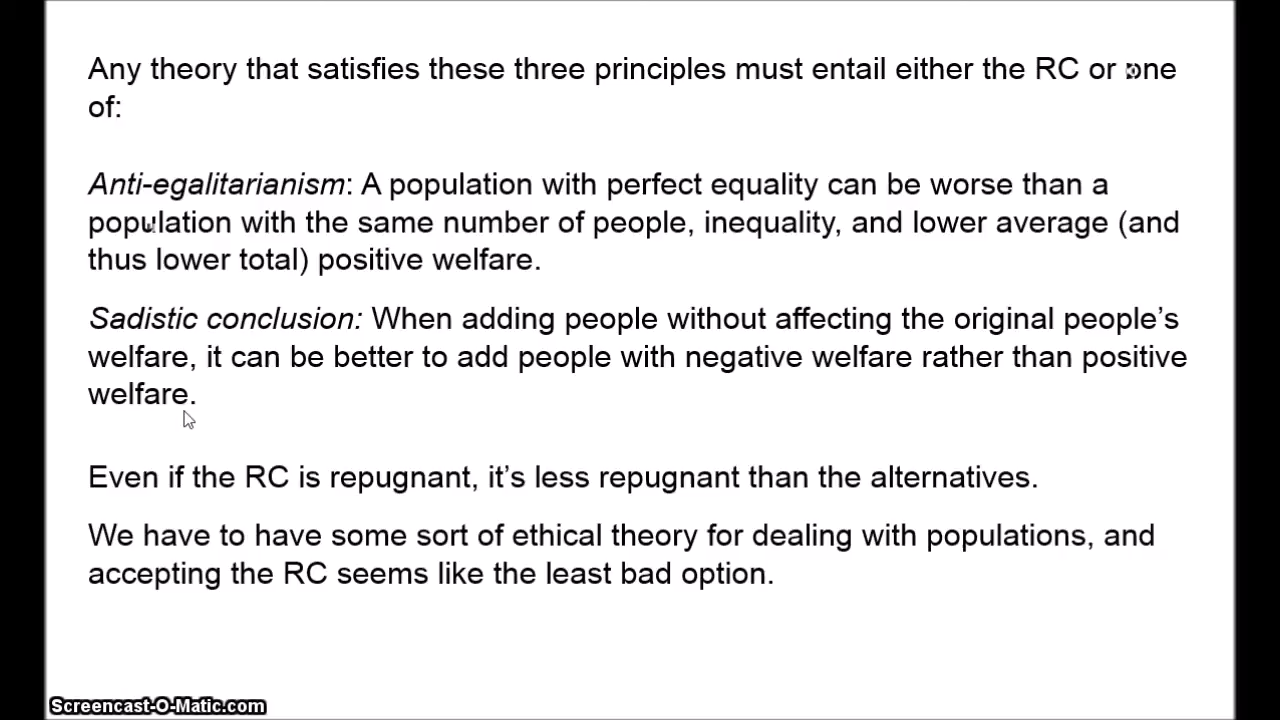 Any theory that satisfies these three principles must entail either the RC or one
of:
Anti-egalitarianism: A population with perfect equality can be worse than a
population with the same number of people, inequality, and lower average (and
thus lower total) positive welfare.
Sadistic conclusion: When adding people without affecting the original people’s
welfare, it can be better to add people with negative welfare rather than positive
welfare.
Even if the RC is repugnant, it’s less repugnant than the alternatives.
We have to have some sort of ethical theory for dealing with populations, and
accepting the RC seems like the least bad option.
Screencast-O-Matic.com